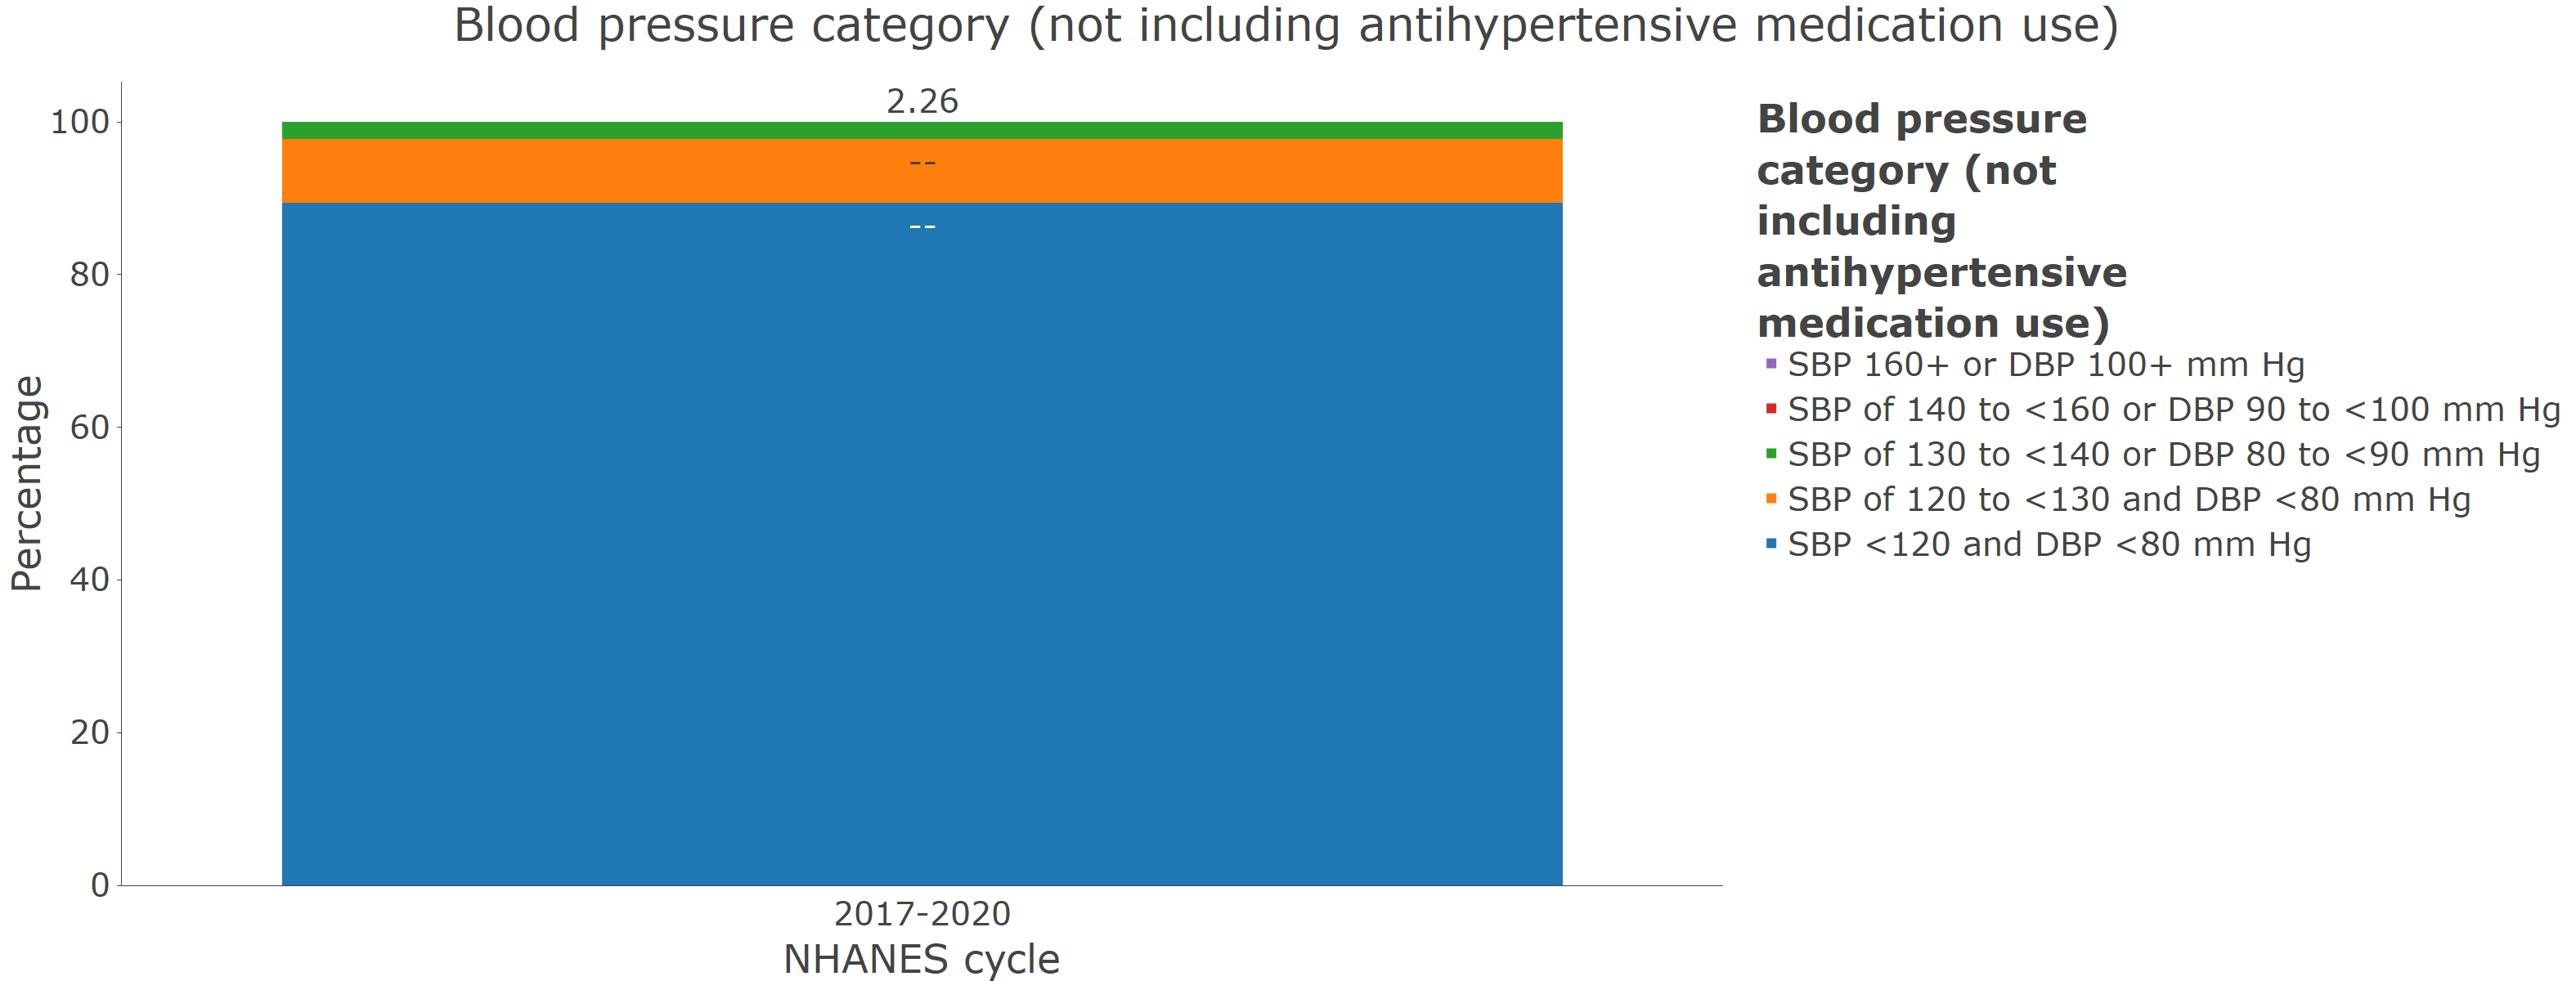 Blood pressure category (not including antihypertensive medication use)
2.26
--
--
100
80
60
40
20
0
Percentage
2017-2020
NHANES cycle
Blood pressure
category (not
including
antihypertensive
medication use)
SBP 160+ or DBP 100+ mm Hg
SBP of 140 to <160 or DBP 90 to <100 mm Hg
SBP of 130 to <140 or DBP 80 to <90 mm Hg
SBP of 120 to <130 and DBP <80 mm Hg
SBP <120 and DBP <80 mm Hg